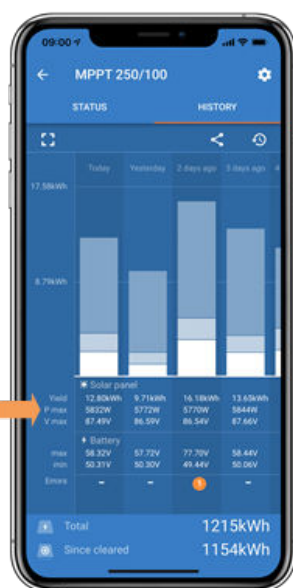 09:00
MPPT 250/100
STATUS HISTORY
Today Yesterday 2 days ago 3 days ago 4
17.58kWh
8.79kWh
Solar panel
Yield 12.80kWh 9.71kWh 16.18kWh 13.65kWh
P max 5832W 5772W 5770W 5844W
V max 87.49V 86.59V 86.54V 87.66V
Battery
max 58.32V 57.72V 77.70V 58.44V
min 50.31V 50.30V 49.44V 50.06V
Errors – – 1 –
Total 1215kWh
Since cleared 1154kWh